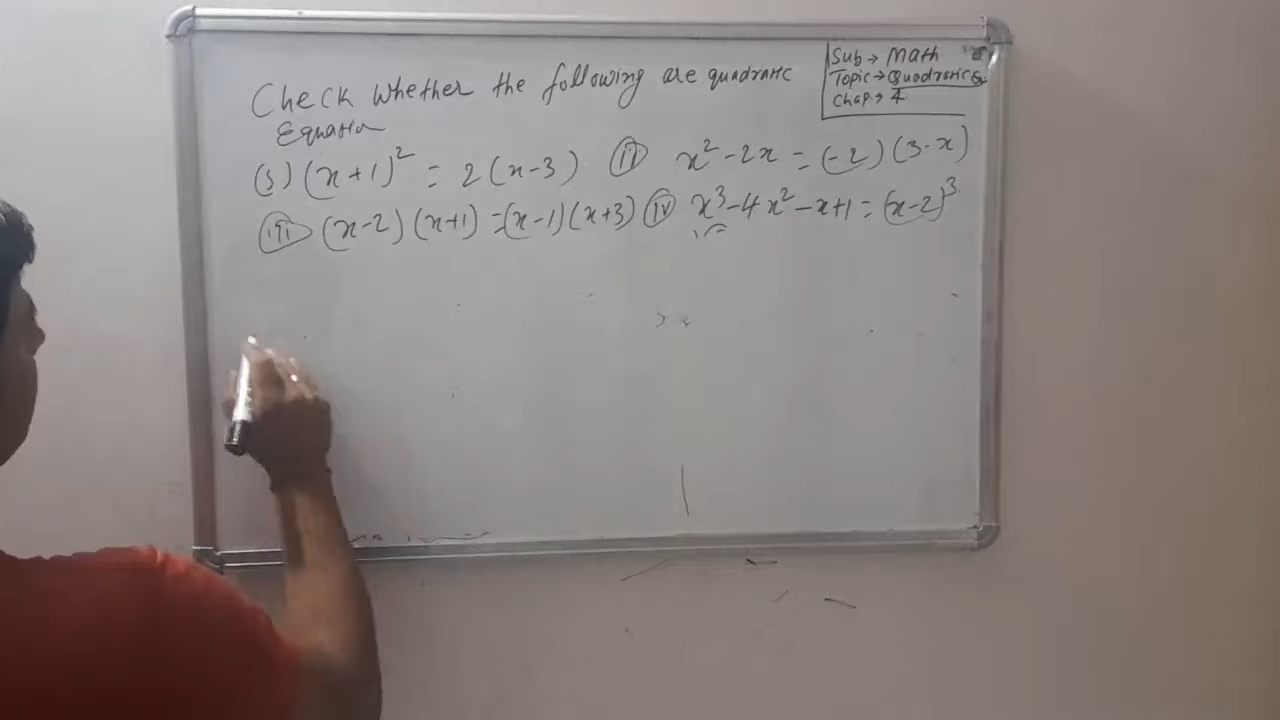 Check whether the following are quadratic
Equation
Sub → Math
Topic → Quadratic
Chap → 4
(i) (x+1)² = 2(x-3) (ii) x² - 2x = (-2)(3-x)
(iii) (x-2)(x+1) = (x-1)(x+3) (iv) x³ - 4x² - x + 1 = (x-2)³